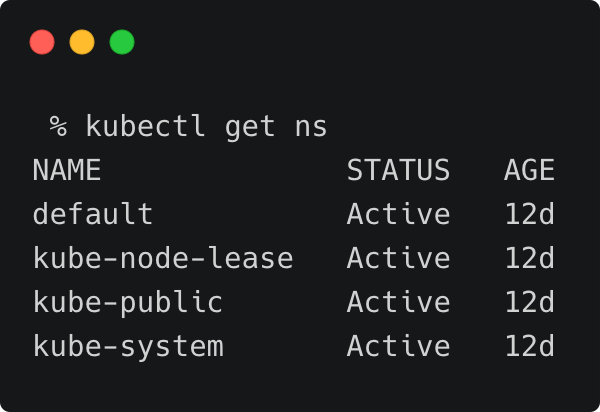 % kubectl get ns
NAME STATUS AGE
default Active 12d
kube-node-lease Active 12d
kube-public Active 12d
kube-system Active 12d